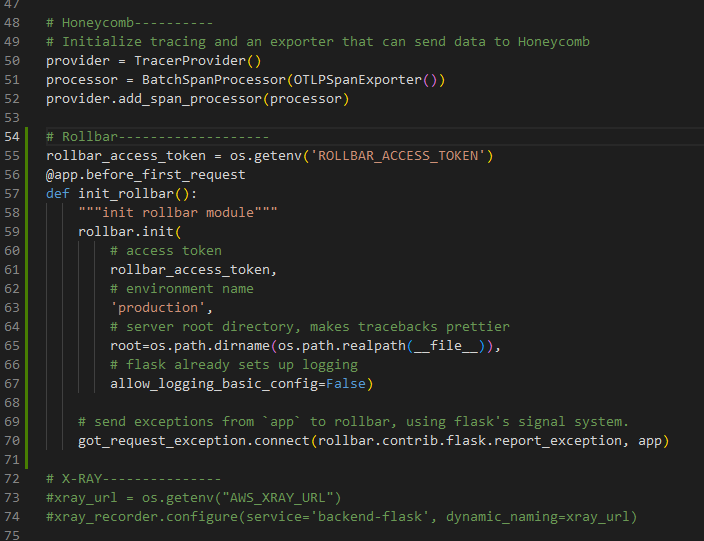 47
48 # Honeycomb----------
49 # Initialize tracing and an exporter that can send data to Honeycomb
50 provider = TracerProvider()
51 processor = BatchSpanProcessor(OTLPSpanExporter())
52 provider.add_span_processor(processor)
53
54 # Rollbar-------------------
55 rollbar_access_token = os.getenv('ROLLBAR_ACCESS_TOKEN')
56 @app.before_first_request
57 def init_rollbar():
58     """init rollbar module"""
59     rollbar.init(
60         # access token
61         rollbar_access_token,
62         # environment name
63         'production',
64         # server root directory, makes tracebacks prettier
65         root=os.path.dirname(os.path.realpath(__file__)),
66         # flask already sets up logging
67         allow_logging_basic_config=False)
68
69     # send exceptions from `app` to rollbar, using flask's signal system.
70     got_request_exception.connect(rollbar.contrib.flask.report_exception, app)
71
72 # X-RAY---------------
73 #xray_url = os.getenv("AWS_XRAY_URL")
74 #xray_recorder.configure(service='backend-flask', dynamic_naming=xray_url)
75